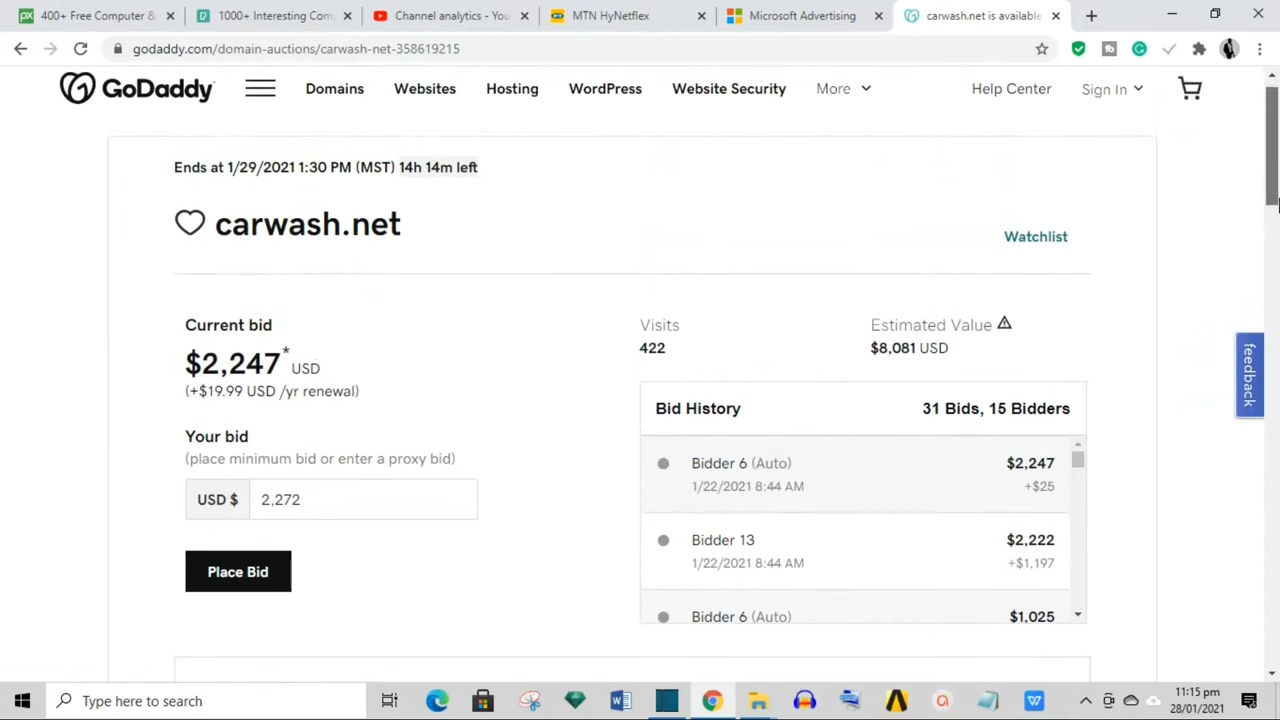 400+ Free Computer &
1000+ Interesting Com
Channel analytics - You
MTN HyNetflex
Microsoft Advertising
carwash.net is available
godaddy.com/domain-auctions/carwash-net-358619215
GoDaddy
Domains
Websites
Hosting
WordPress
Website Security
More
Help Center
Sign In
Ends at 1/29/2021 1:30 PM (MST) 14h 14m left
carwash.net
Watchlist
Current bid
$2,247* USD
(+$19.99 USD /yr renewal)
Your bid
(place minimum bid or enter a proxy bid)
USD $ 2,272
Place Bid
Visits
422
Estimated Value
$8,081 USD
Bid History
31 Bids, 15 Bidders
Bidder 6 (Auto)
$2,247
1/22/2021 8:44 AM
+$25
Bidder 13
$2,222
1/22/2021 8:44 AM
+$1,197
Bidder 6 (Auto)
$1,025
feedback
Type here to search
11:15 pm
28/01/2021